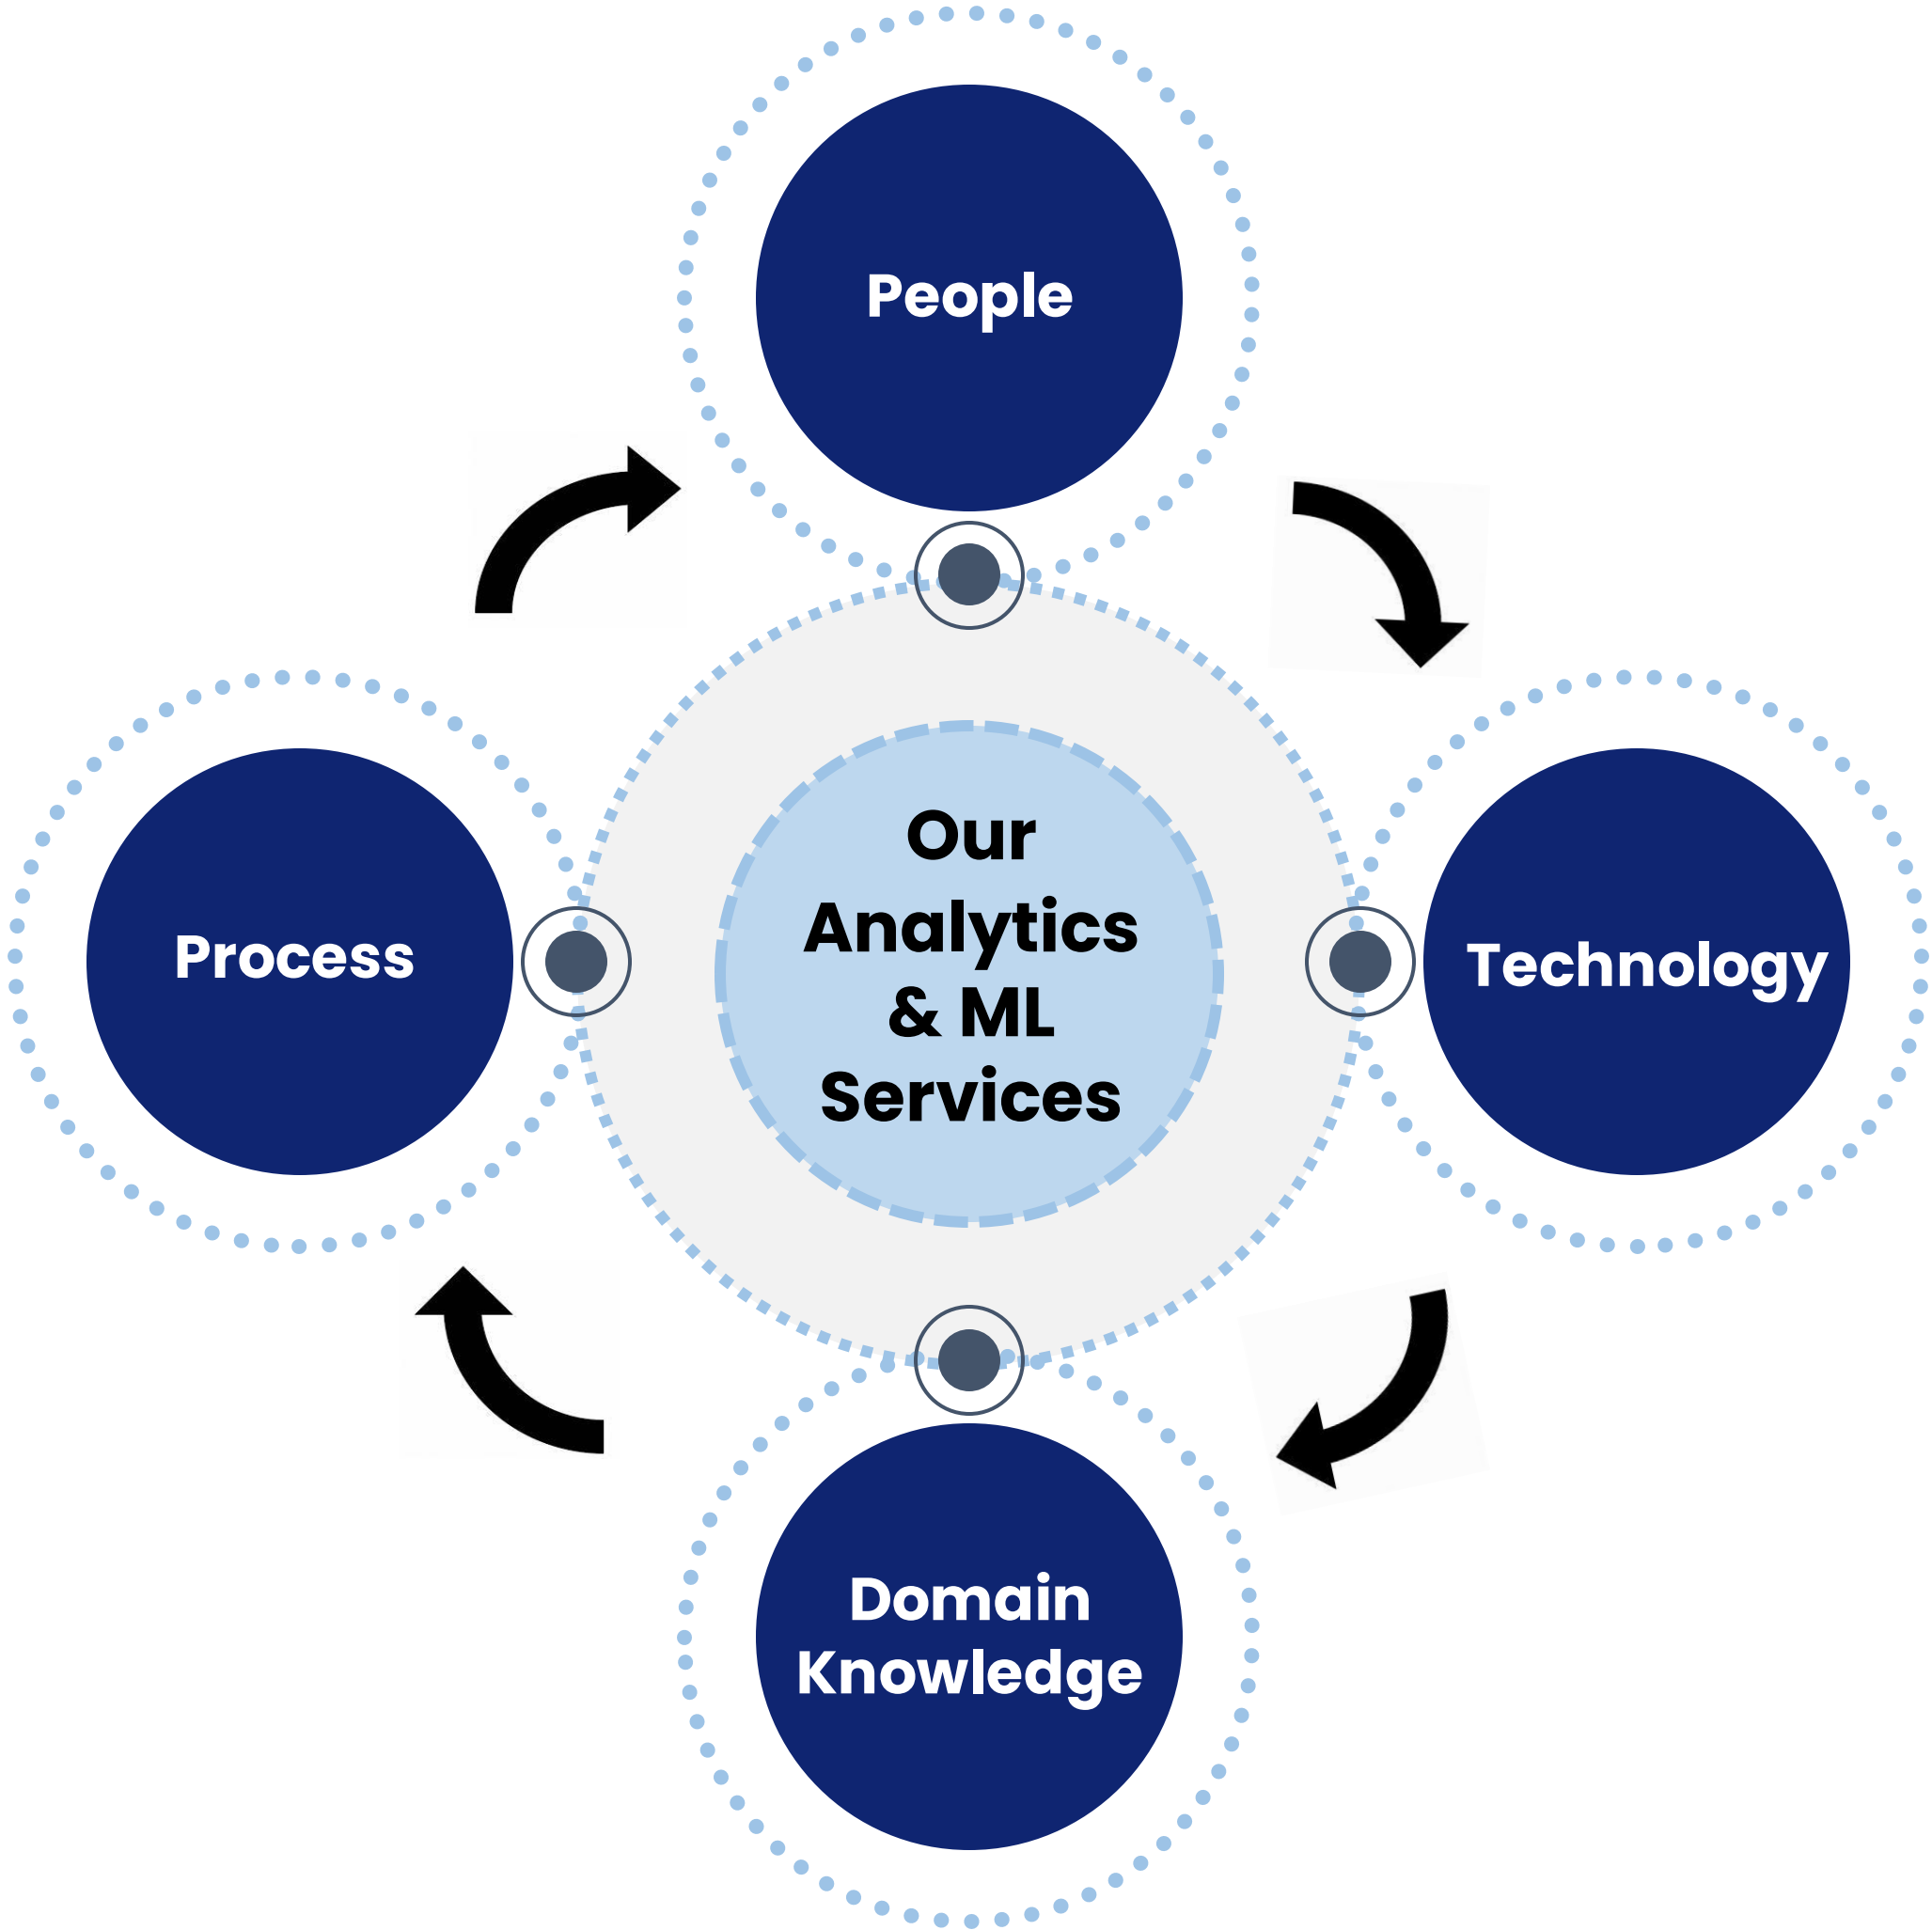 People
Process
Our
Analytics
& ML
Services
Technology
Domain
Knowledge